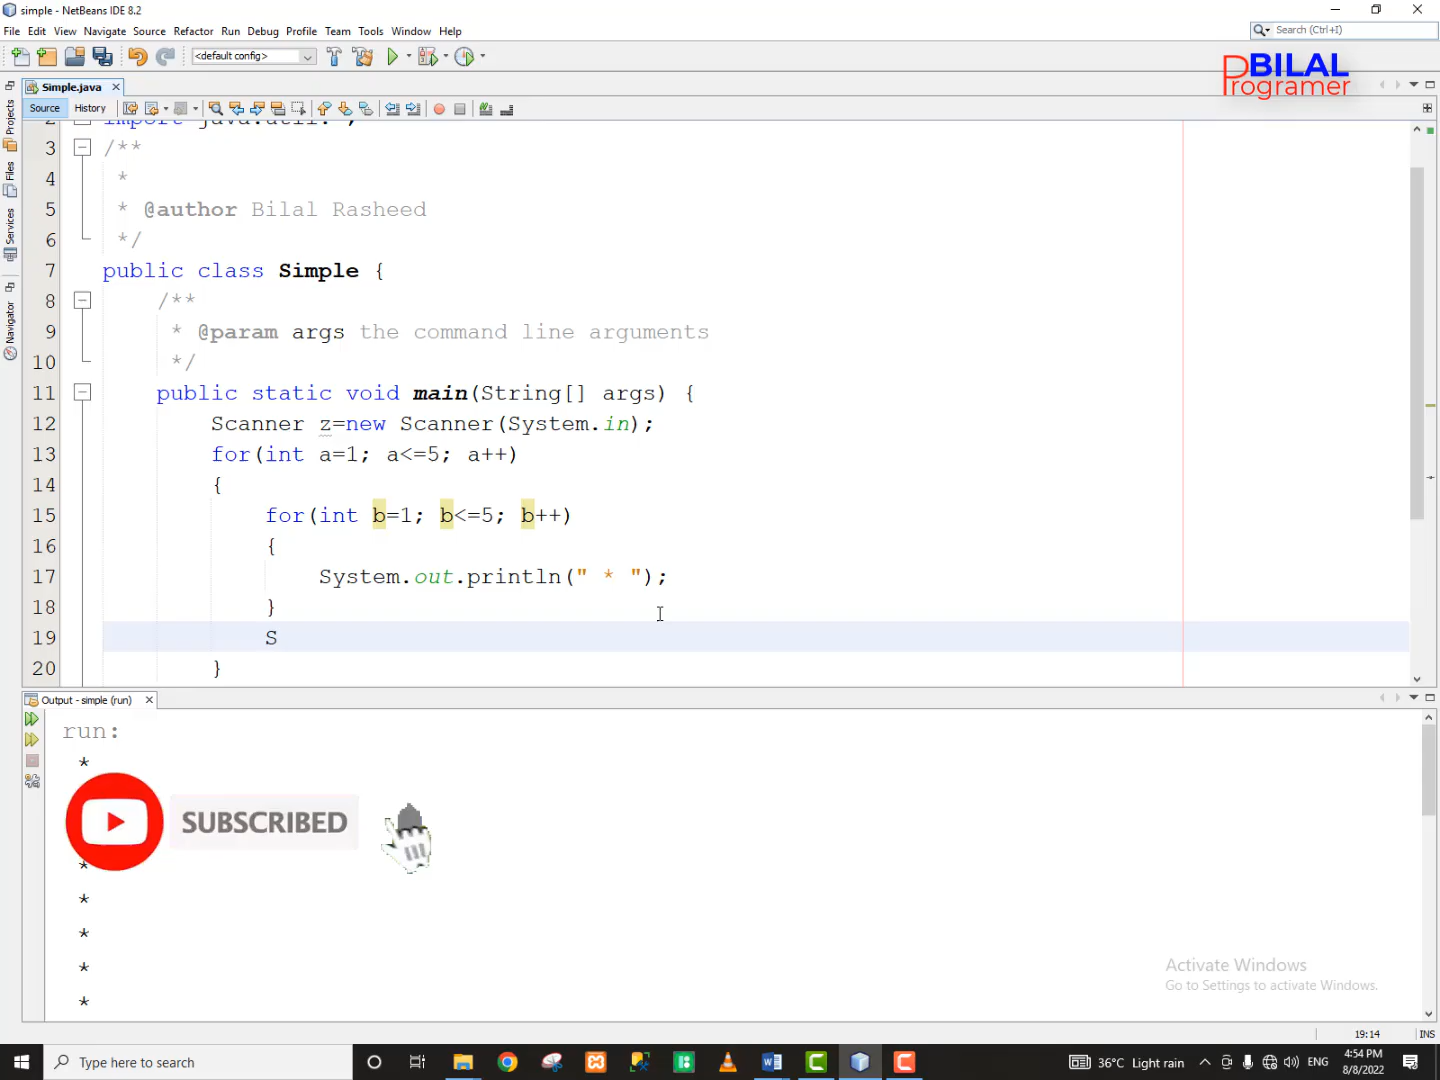 simple - NetBeans IDE 8.2
File Edit View Navigate Source Refactor Run Debug Profile Team Tools Window Help
Search (Ctrl+I)
<default config>
BILAL
Programer
Simple.java
Source History
Projects
Files
Services
Navigator
3 /**
4 *
5 * @author Bilal Rasheed
6 */
7 public class Simple {
8 /**
9 * @param args the command line arguments
10 */
11 public static void main(String[] args) {
12 Scanner z=new Scanner(System.in);
13 for(int a=1; a<=5; a++)
14 {
15 for(int b=1; b<=5; b++)
16 {
17 System.out.println(" * ");
18 }
19 S
20 }
Output - simple (run)
run:
*
SUBSCRIBED
*
*
*
*
Activate Windows
Go to Settings to activate Windows.
19:14 INS
Type here to search
36°C Light rain
ENG
4:54 PM
8/8/2022